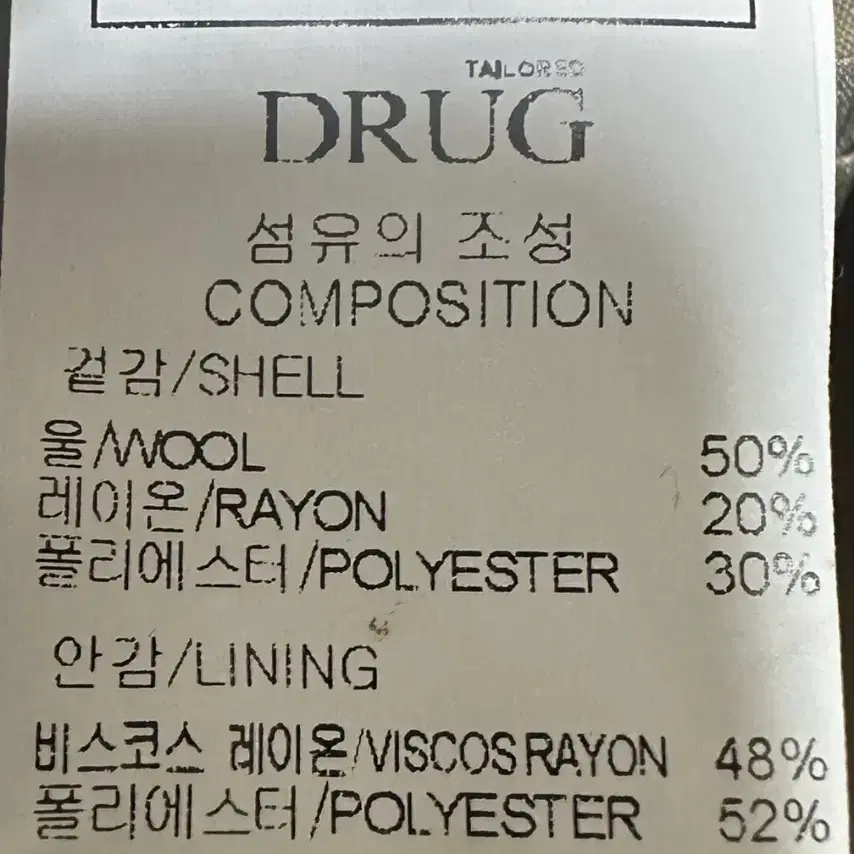 TAILORED
DRUG
섬유의 조성
COMPOSITION
겉감/SHELL
울/WOOL 50%
레이온/RAYON 20%
폴리에스터/POLYESTER 30%
안감/LINING
비스코스 레이온/VISCOS RAYON 48%
폴리에스터/POLYESTER 52%